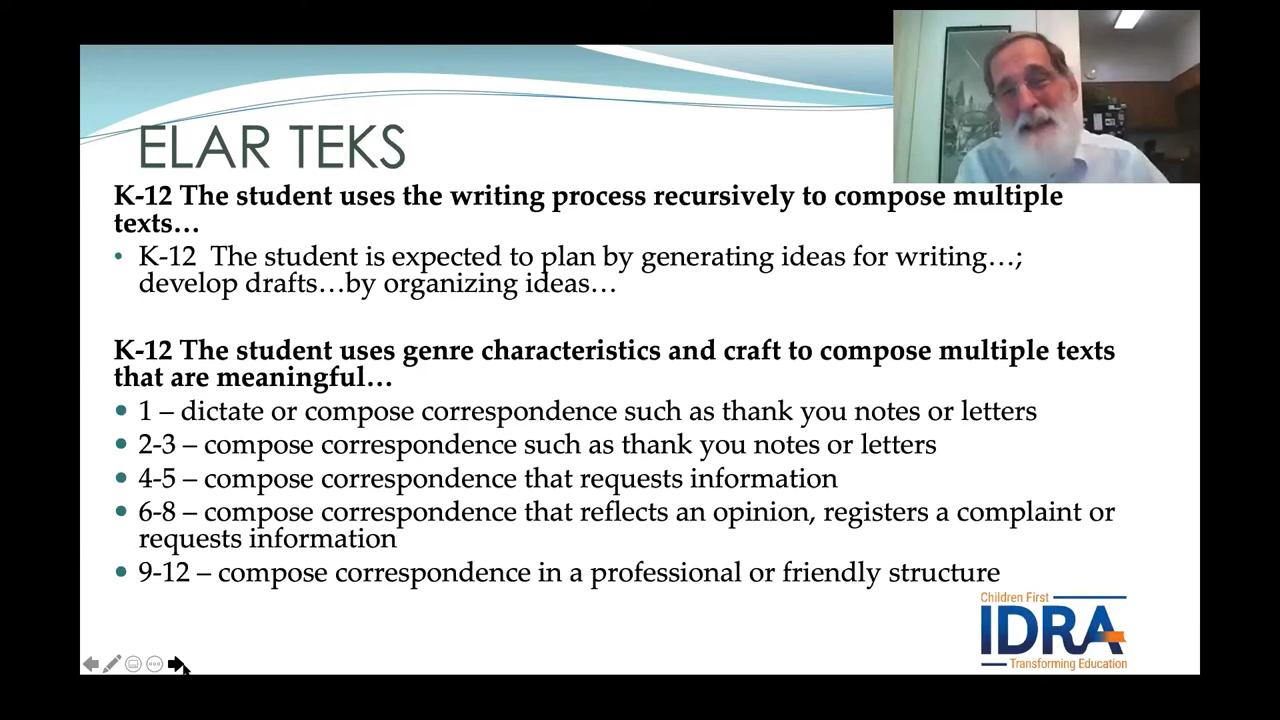 ELAR TEKS
K-12 The student uses the writing process recursively to compose multiple
texts…
• K-12  The student is expected to plan by generating ideas for writing…;
develop drafts…by organizing ideas…
K-12 The student uses genre characteristics and craft to compose multiple texts
that are meaningful…
• 1 – dictate or compose correspondence such as thank you notes or letters
• 2-3 – compose correspondence such as thank you notes or letters
• 4-5 – compose correspondence that requests information
• 6-8 – compose correspondence that reflects an opinion, registers a complaint or
requests information
• 9-12 – compose correspondence in a professional or friendly structure
Children First
IDRA
Transforming Education